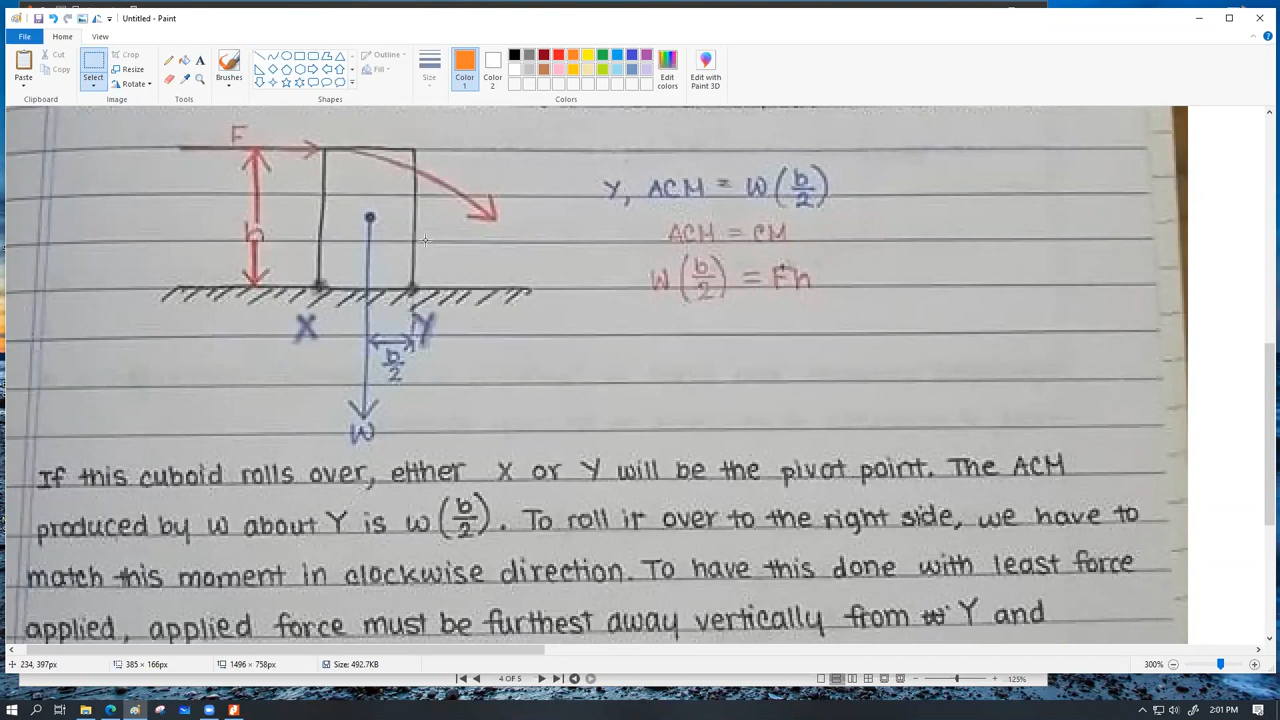 Untitled - Paint
File Home View
Paste
Cut
Copy
Clipboard
Select
Crop
Resize
Rotate
Image
Tools
Brushes
Outline
Fill
Shapes
Size
Color 1
Color 2
Edit colors
Edit with Paint 3D
Colors
F
h
X
Y
b/2
W
Y, ACM = W(b/2)
ACM = CM
W(b/2) = Fh
If this cuboid rolls over, either X or Y will be the pivot point. The ACM
produced by W about Y is W(b/2). To roll it over to the right side, we have to
match this moment in clockwise direction. To have this done with least force
applied, applied force must be furthest away vertically from Y and
234, 397px
385 × 166px
1496 × 758px
Size: 492.7KB
300%
4 OF 5
125%
2:01 PM